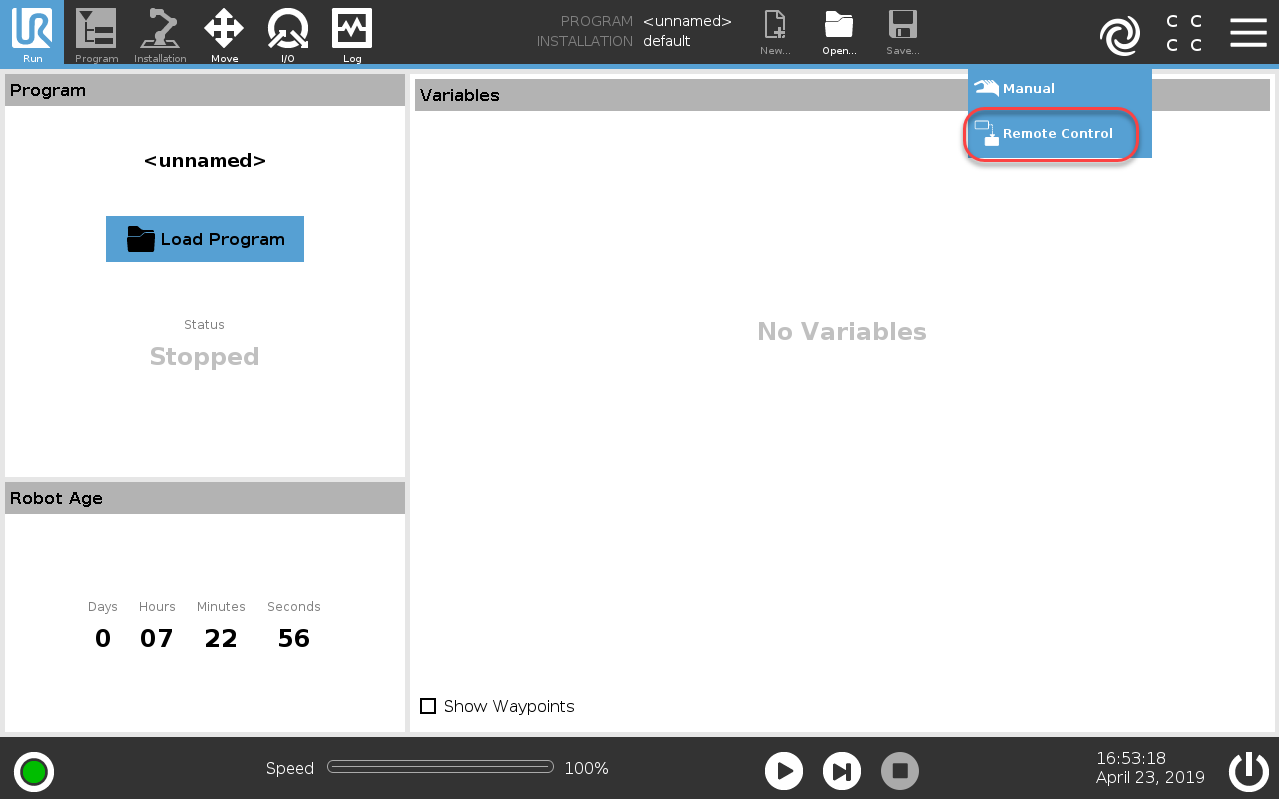 PROGRAM <unnamed>
INSTALLATION default
Run Program Installation Move I/O Log New... Open... Save...
C C
C C
Manual
Remote Control
Program
<unnamed>
Load Program
Status
Stopped
Variables
No Variables
Show Waypoints
Robot Age
Days Hours Minutes Seconds
0 07 22 56
Speed 100%
16:53:18
April 23, 2019